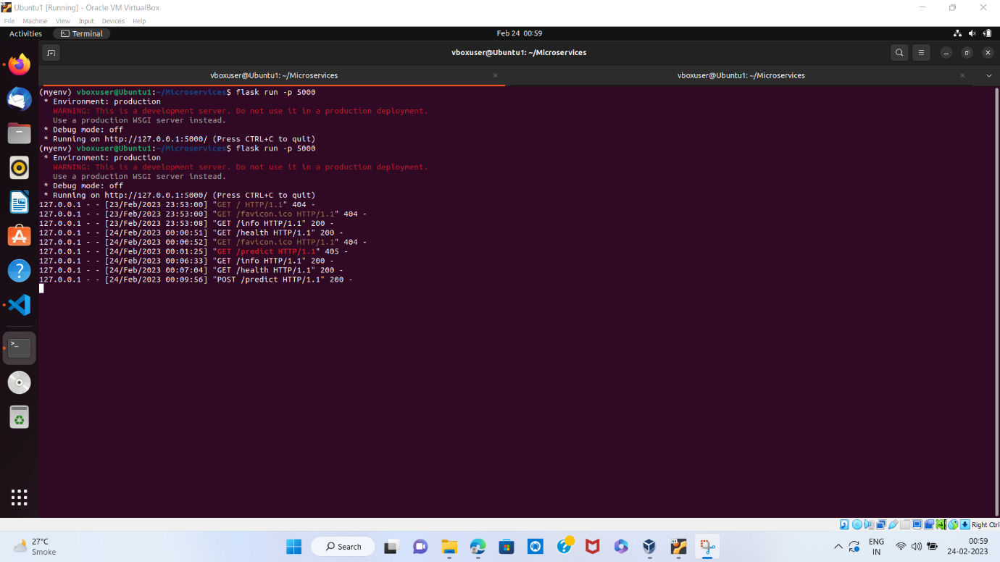 Ubuntu1 [Running] - Oracle VM VirtualBox
File Machine View Input Devices Help
Activities Terminal Feb 24 00:59
vboxuser@Ubuntu1: ~/Microservices
vboxuser@Ubuntu1: ~/Microservices vboxuser@Ubuntu1: ~/Microservices
(myenv) vboxuser@Ubuntu1:~/Microservices$ flask run -p 5000
* Environment: production
WARNING: This is a development server. Do not use it in a production deployment.
Use a production WSGI server instead.
* Debug mode: off
* Running on http://127.0.0.1:5000/ (Press CTRL+C to quit)
(myenv) vboxuser@Ubuntu1:~/Microservices$ flask run -p 5000
* Environment: production
WARNING: This is a development server. Do not use it in a production deployment.
Use a production WSGI server instead.
* Debug mode: off
* Running on http://127.0.0.1:5000/ (Press CTRL+C to quit)
127.0.0.1 - - [23/Feb/2023 23:53:00] "GET / HTTP/1.1" 404 -
127.0.0.1 - - [23/Feb/2023 23:53:00] "GET /favicon.ico HTTP/1.1" 404 -
127.0.0.1 - - [23/Feb/2023 23:53:08] "GET /info HTTP/1.1" 200 -
127.0.0.1 - - [24/Feb/2023 00:00:51] "GET /health HTTP/1.1" 200 -
127.0.0.1 - - [24/Feb/2023 00:00:52] "GET /favicon.ico HTTP/1.1" 404 -
127.0.0.1 - - [24/Feb/2023 00:01:25] "GET /predict HTTP/1.1" 405 -
127.0.0.1 - - [24/Feb/2023 00:06:33] "GET /info HTTP/1.1" 200 -
127.0.0.1 - - [24/Feb/2023 00:07:04] "GET /health HTTP/1.1" 200 -
127.0.0.1 - - [24/Feb/2023 00:09:56] "POST /predict HTTP/1.1" 200 -
Right Ctrl
27°C
Smoke
Search
ENG
IN
00:59
24-02-2023